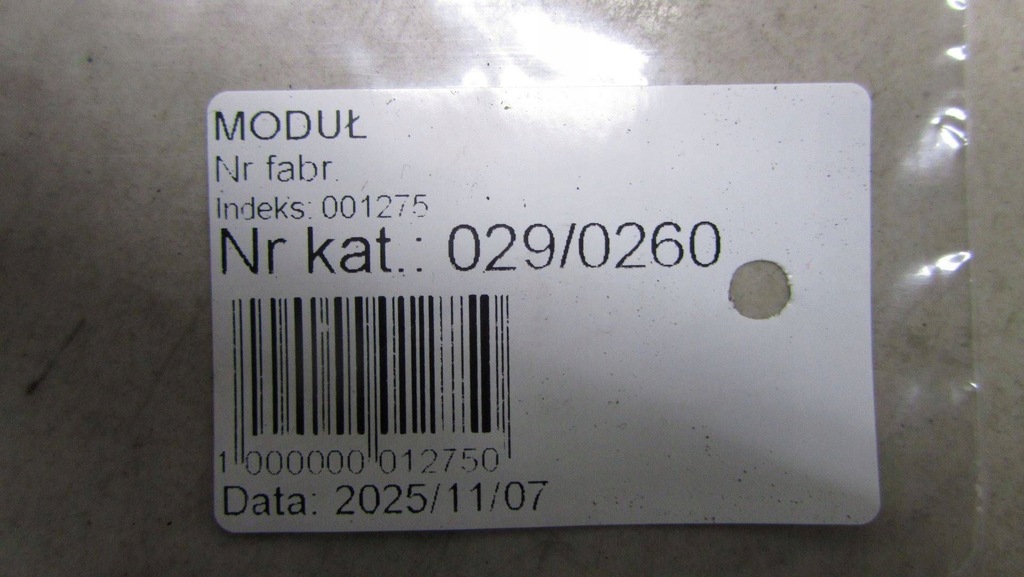 MODUŁ
Nr fabr.
Indeks: 001275
Nr kat.: 029/0260
1 000000 012750
Data: 2025/11/07